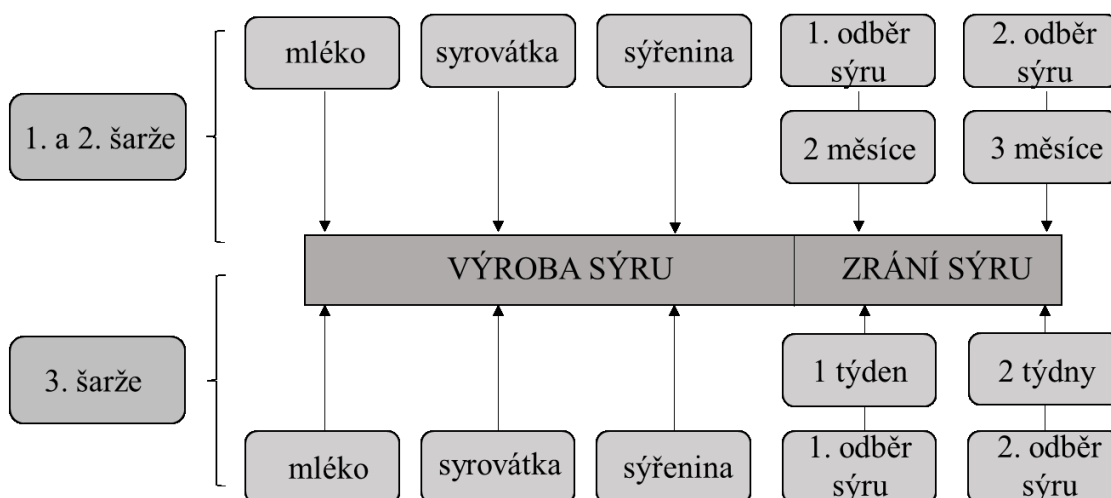 mléko
syrovátka
sýřenina
1. odběr
sýru
2. odběr
sýru
1. a 2. šarže
2 měsíce
3 měsíce
VÝROBA SÝRU
ZRÁNÍ SÝRU
3. šarže
1 týden
2 týdny
mléko
syrovátka
sýřenina
1. odběr
sýru
2. odběr
sýru